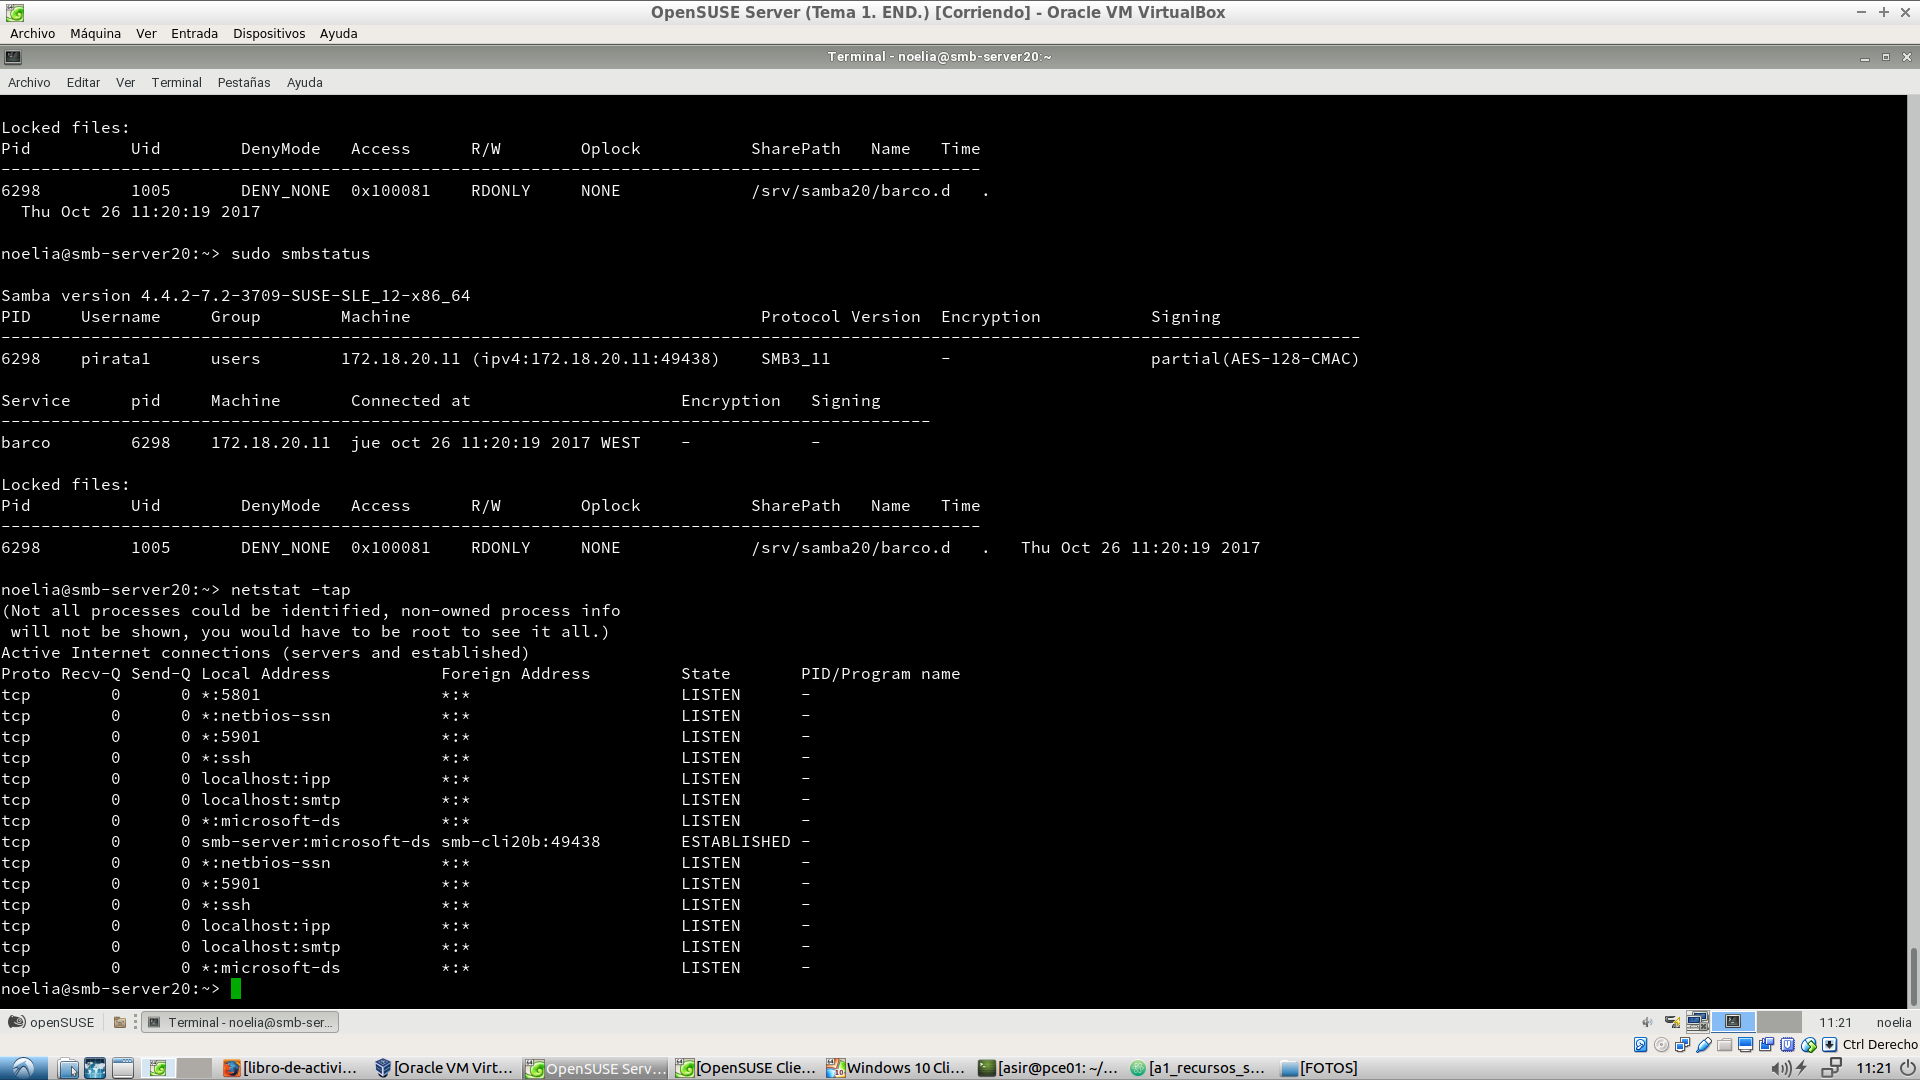 OpenSUSE Server (Tema 1. END.) [Corriendo] - Oracle VM VirtualBox
Archivo Máquina Ver Entrada Dispositivos Ayuda
Terminal - noelia@smb-server20:~
Archivo Editar Ver Terminal Pestañas Ayuda
Locked files:
Pid Uid DenyMode Access R/W Oplock SharePath Name Time
--------------------------------------------------------------------------------------------------
6298 1005 DENY_NONE 0x100081 RDONLY NONE /srv/samba20/barco.d .
Thu Oct 26 11:20:19 2017
noelia@smb-server20:~> sudo smbstatus
Samba version 4.4.2-7.2-3709-SUSE-SLE_12-x86_64
PID Username Group Machine Protocol Version Encryption Signing
----------------------------------------------------------------------------------------------------------------------------------------
6298 pirata1 users 172.18.20.11 (ipv4:172.18.20.11:49438) SMB3_11 - partial(AES-128-CMAC)
Service pid Machine Connected at Encryption Signing
---------------------------------------------------------------------------------------------
barco 6298 172.18.20.11 jue oct 26 11:20:19 2017 WEST - -
Locked files:
Pid Uid DenyMode Access R/W Oplock SharePath Name Time
--------------------------------------------------------------------------------------------------
6298 1005 DENY_NONE 0x100081 RDONLY NONE /srv/samba20/barco.d . Thu Oct 26 11:20:19 2017
noelia@smb-server20:~> netstat -tap
(Not all processes could be identified, non-owned process info
will not be shown, you would have to be root to see it all.)
Active Internet connections (servers and established)
Proto Recv-Q Send-Q Local Address Foreign Address State PID/Program name
tcp 0 0 *:5801 *:* LISTEN -
tcp 0 0 *:netbios-ssn *:* LISTEN -
tcp 0 0 *:5901 *:* LISTEN -
tcp 0 0 *:ssh *:* LISTEN -
tcp 0 0 localhost:ipp *:* LISTEN -
tcp 0 0 localhost:smtp *:* LISTEN -
tcp 0 0 *:microsoft-ds *:* LISTEN -
tcp 0 0 smb-server:microsoft-ds smb-cli20b:49438 ESTABLISHED -
tcp 0 0 *:netbios-ssn *:* LISTEN -
tcp 0 0 *:5901 *:* LISTEN -
tcp 0 0 *:ssh *:* LISTEN -
tcp 0 0 localhost:ipp *:* LISTEN -
tcp 0 0 localhost:smtp *:* LISTEN -
tcp 0 0 *:microsoft-ds *:* LISTEN -
noelia@smb-server20:~>
openSUSE Terminal - noelia@smb-ser... 11:21 noelia
Ctrl Derecho
[libro-de-activi... [Oracle VM Virt... OpenSUSE Serv... [OpenSUSE Clie... Windows 10 Cli... [asir@pce01: ~/... [a1_recursos_s... [FOTOS] 11:21